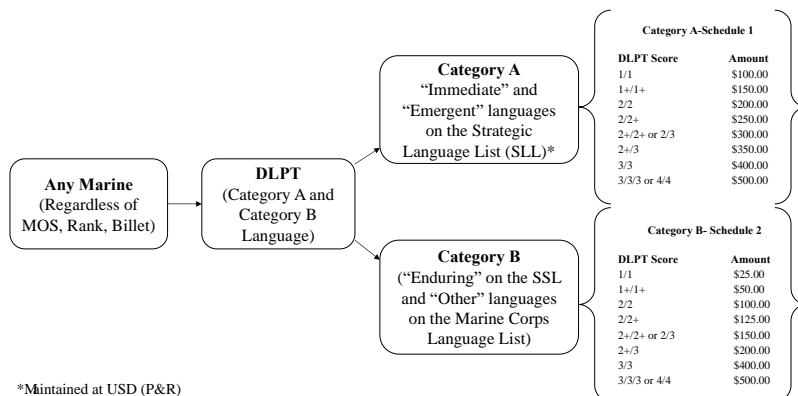 Any Marine
(Regardless of
MOS, Rank, Billet)
DLPT
(Category A and
Category B
Language)
Category A
“Immediate” and
“Emergent” languages
on the Strategic
Language List (SLL)*
Category B
(“Enduring” on the SSL
and “Other” languages
on the Marine Corps
Language List)
Category A-Schedule 1
DLPT Score Amount
1/1 $100.00
1+/1+ $150.00
2/2 $200.00
2/2+ $250.00
2+/2+ or 2/3 $300.00
2+/3 $350.00
3/3 $400.00
3/3/3 or 4/4 $500.00
Category B- Schedule 2
DLPT Score Amount
1/1 $25.00
1+/1+ $50.00
2/2 $100.00
2/2+ $125.00
2+/2+ or 2/3 $150.00
2+/3 $200.00
3/3 $400.00
3/3/3 or 4/4 $500.00
*Maintained at USD (P&R)